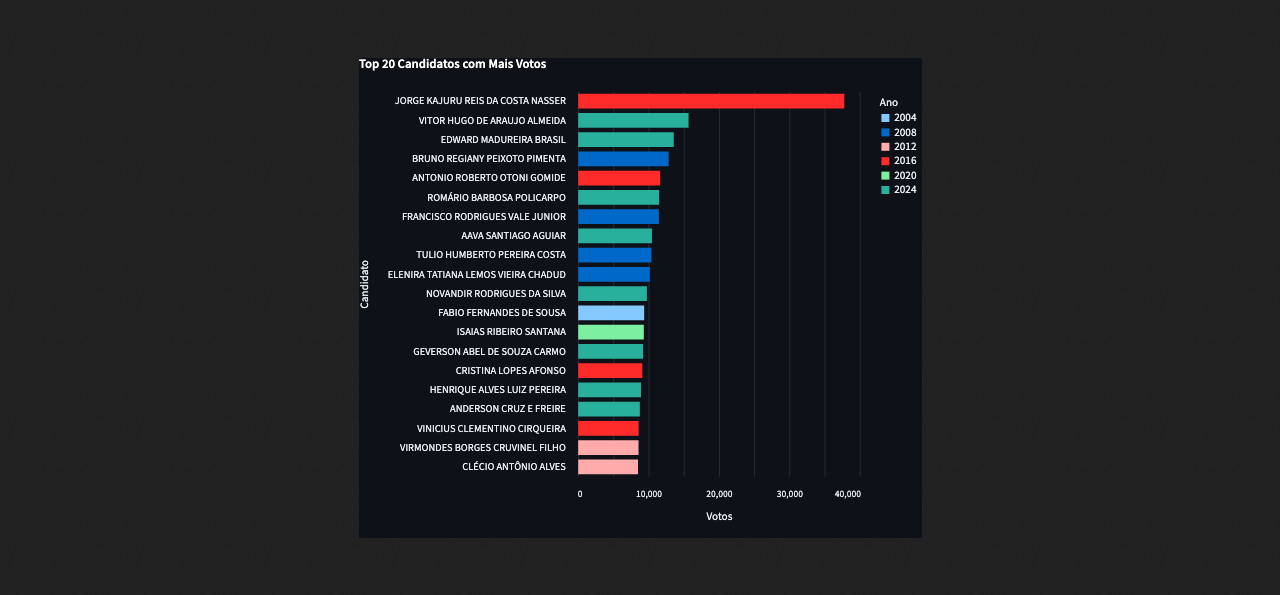 Top 20 Candidatos com Mais Votos
JORGE KAJURU REIS DA COSTA NASSER
VITOR HUGO DE ARAUJO ALMEIDA
EDWARD MADUREIRA BRASIL
BRUNO REGIANY PEIXOTO PIMENTA
ANTONIO ROBERTO OTONI GOMIDE
ROMÁRIO BARBOSA POLICARPO
FRANCISCO RODRIGUES VALE JUNIOR
AAVA SANTIAGO AGUIAR
TULIO HUMBERTO PEREIRA COSTA
ELENIRA TATIANA LEMOS VIEIRA CHADUD
NOVANDIR RODRIGUES DA SILVA
FABIO FERNANDES DE SOUSA
ISAIAS RIBEIRO SANTANA
GEVERSON ABEL DE SOUZA CARMO
CRISTINA LOPES AFONSO
HENRIQUE ALVES LUIZ PEREIRA
ANDERSON CRUZ E FREIRE
VINICIUS CLEMENTINO CIRQUEIRA
VIRMONDES BORGES CRUVINEL FILHO
CLÉCIO ANTÔNIO ALVES
Candidato
0 10,000 20,000 30,000 40,000
Votos
Ano
2004
2008
2012
2016
2020
2024